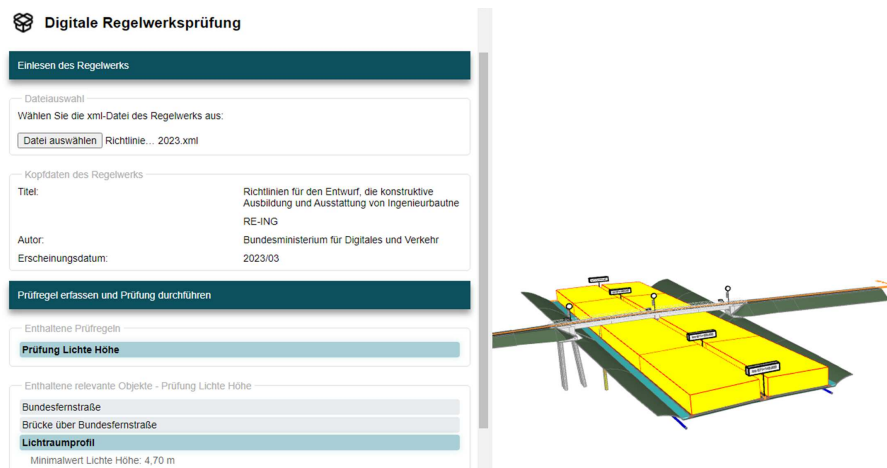 Digitale Regelwerksprüfung
Einlesen des Regelwerks
Dateiauswahl
Wählen Sie die xml-Datei des Regelwerks aus:
Datei auswählen Richtlinie... 2023.xml
Kopfdaten des Regelwerks
Titel: Richtlinien für den Entwurf, die konstruktive
Ausbildung und Ausstattung von Ingenieurbautne
RE-ING
Autor: Bundesministerium für Digitales und Verkehr
Erscheinungsdatum: 2023/03
Prüfregel erfassen und Prüfung durchführen
Enthaltene Prüfregeln
Prüfung Lichte Höhe
Enthaltene relevante Objekte - Prüfung Lichte Höhe
Bundesfernstraße
Brücke über Bundesfernstraße
Lichtraumprofil
Minimalwert Lichte Höhe: 4,70 m